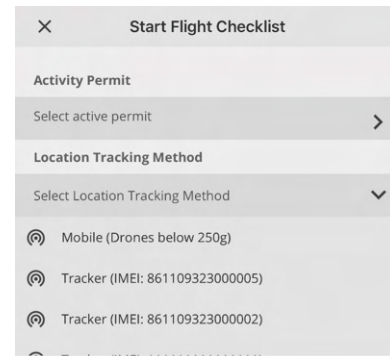 Start Flight Checklist
Activity Permit
Select active permit
Location Tracking Method
Select Location Tracking Method
Mobile (Drones below 250g)
Tracker (IMEI: 861109323000005)
Tracker (IMEI: 861109323000002)